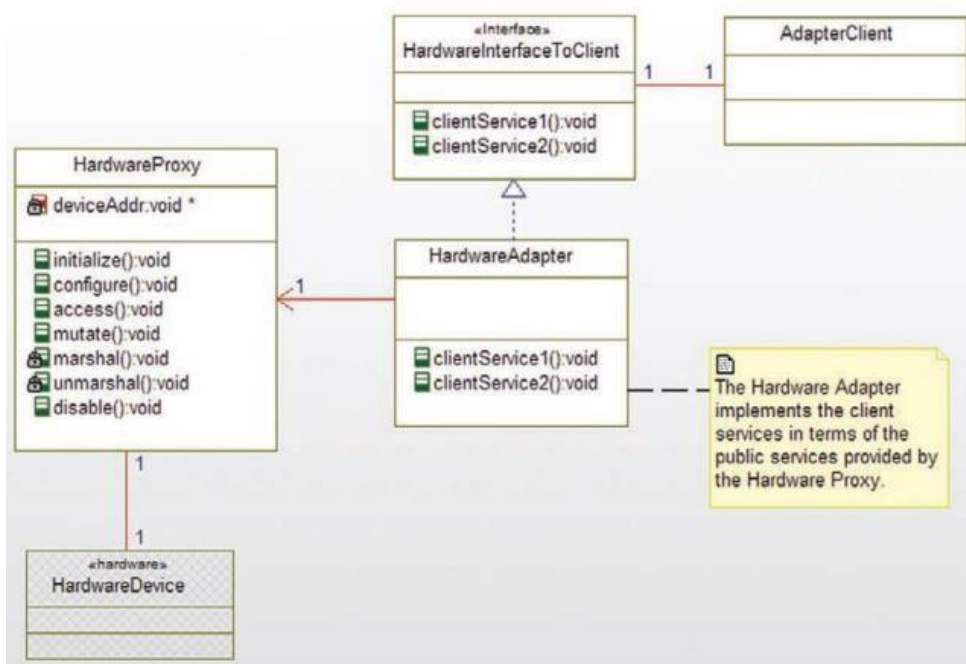 «Interface»
HardwareInterfaceToClient
clientService1():void
clientService2():void
1
1
AdapterClient
HardwareProxy
deviceAddr:void *
initialize():void
configure():void
access():void
mutate():void
marshal():void
unmarshal():void
disable():void
1
HardwareAdapter
clientService1():void
clientService2():void
The Hardware Adapter
implements the client
services in terms of the
public services provided by
the Hardware Proxy.
1
1
«hardware»
HardwareDevice